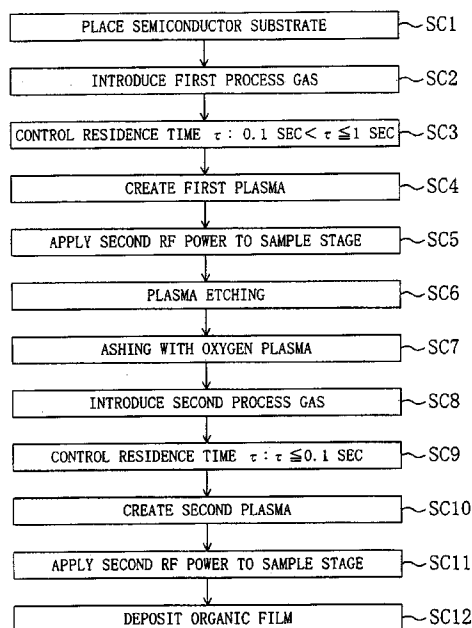 PLACE SEMICONDUCTOR SUBSTRATE SC1
INTRODUCE FIRST PROCESS GAS SC2
CONTROL RESIDENCE TIME τ : 0.1 SEC < τ ≦ 1 SEC SC3
CREATE FIRST PLASMA SC4
APPLY SECOND RF POWER TO SAMPLE STAGE SC5
PLASMA ETCHING SC6
ASHING WITH OXYGEN PLASMA SC7
INTRODUCE SECOND PROCESS GAS SC8
CONTROL RESIDENCE TIME τ : τ ≦ 0.1 SEC SC9
CREATE SECOND PLASMA SC10
APPLY SECOND RF POWER TO SAMPLE STAGE SC11
DEPOSIT ORGANIC FILM SC12